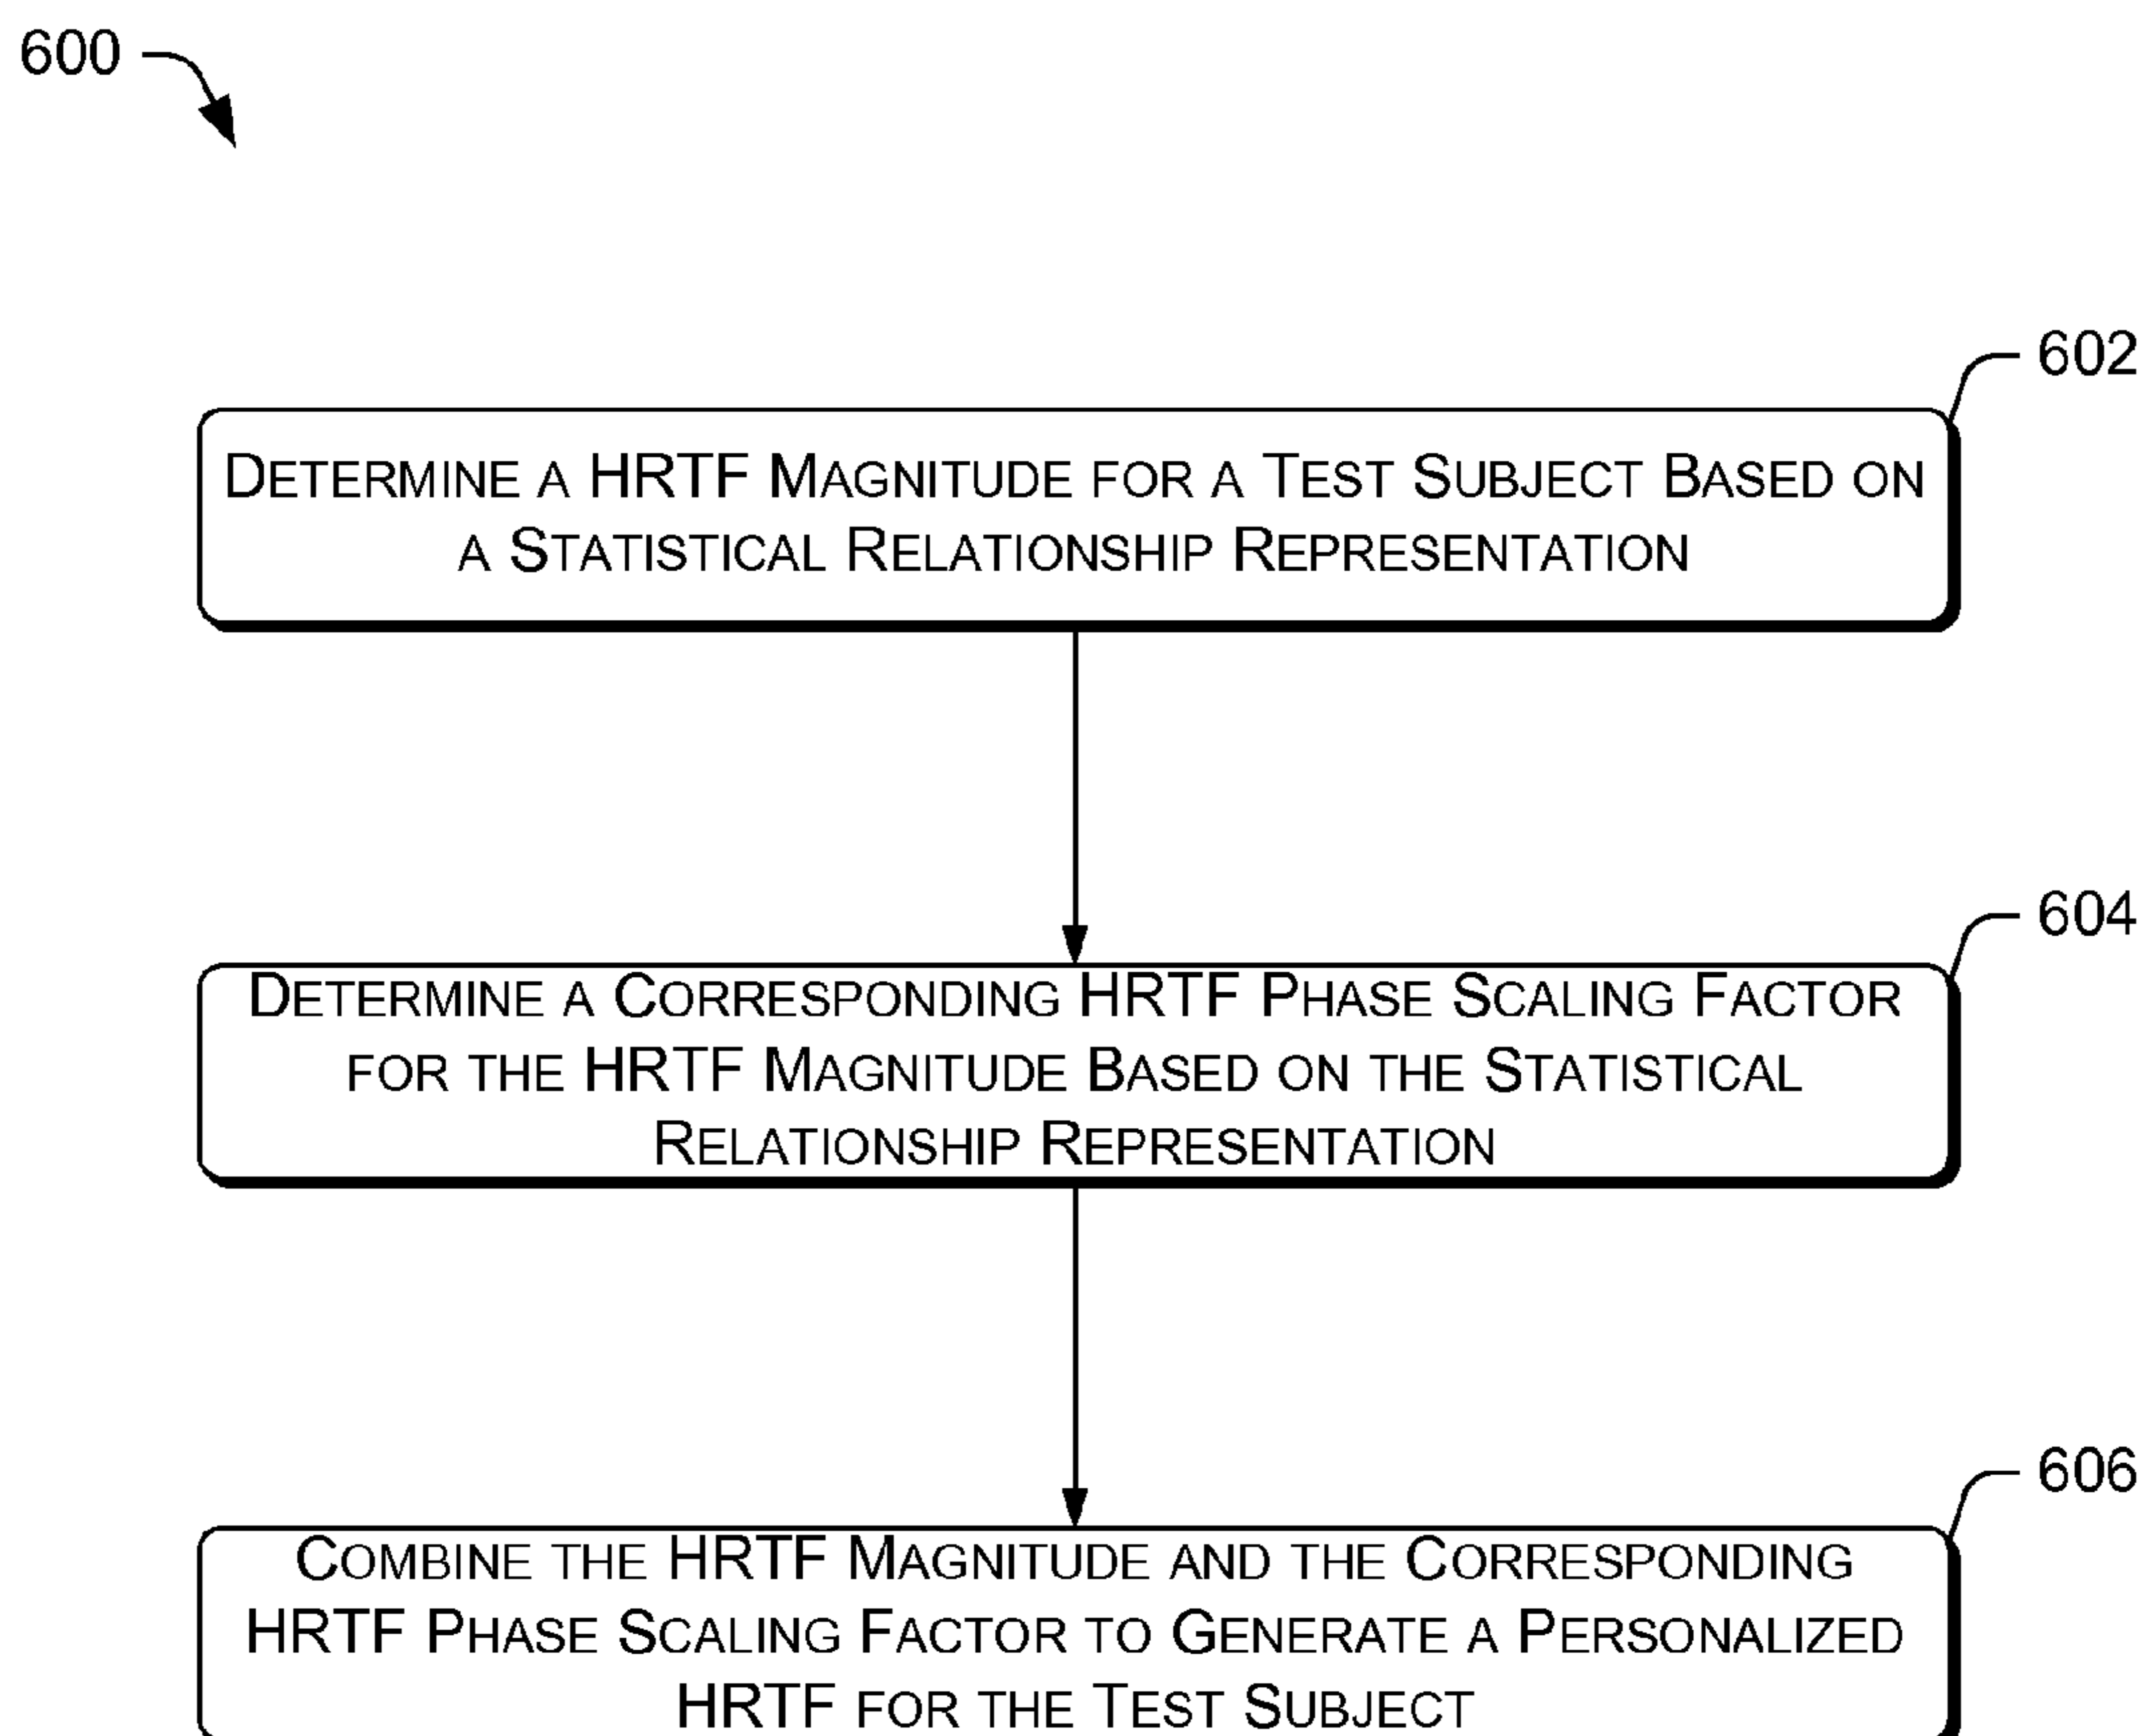 600
602
DETERMINE A HRTF MAGNITUDE FOR A TEST SUBJECT BASED ON
A STATISTICAL RELATIONSHIP REPRESENTATION
604
DETERMINE A CORRESPONDING HRTF PHASE SCALING FACTOR
FOR THE HRTF MAGNITUDE BASED ON THE STATISTICAL
RELATIONSHIP REPRESENTATION
606
COMBINE THE HRTF MAGNITUDE AND THE CORRESPONDING
HRTF PHASE SCALING FACTOR TO GENERATE A PERSONALIZED
HRTF FOR THE TEST SUBJECT